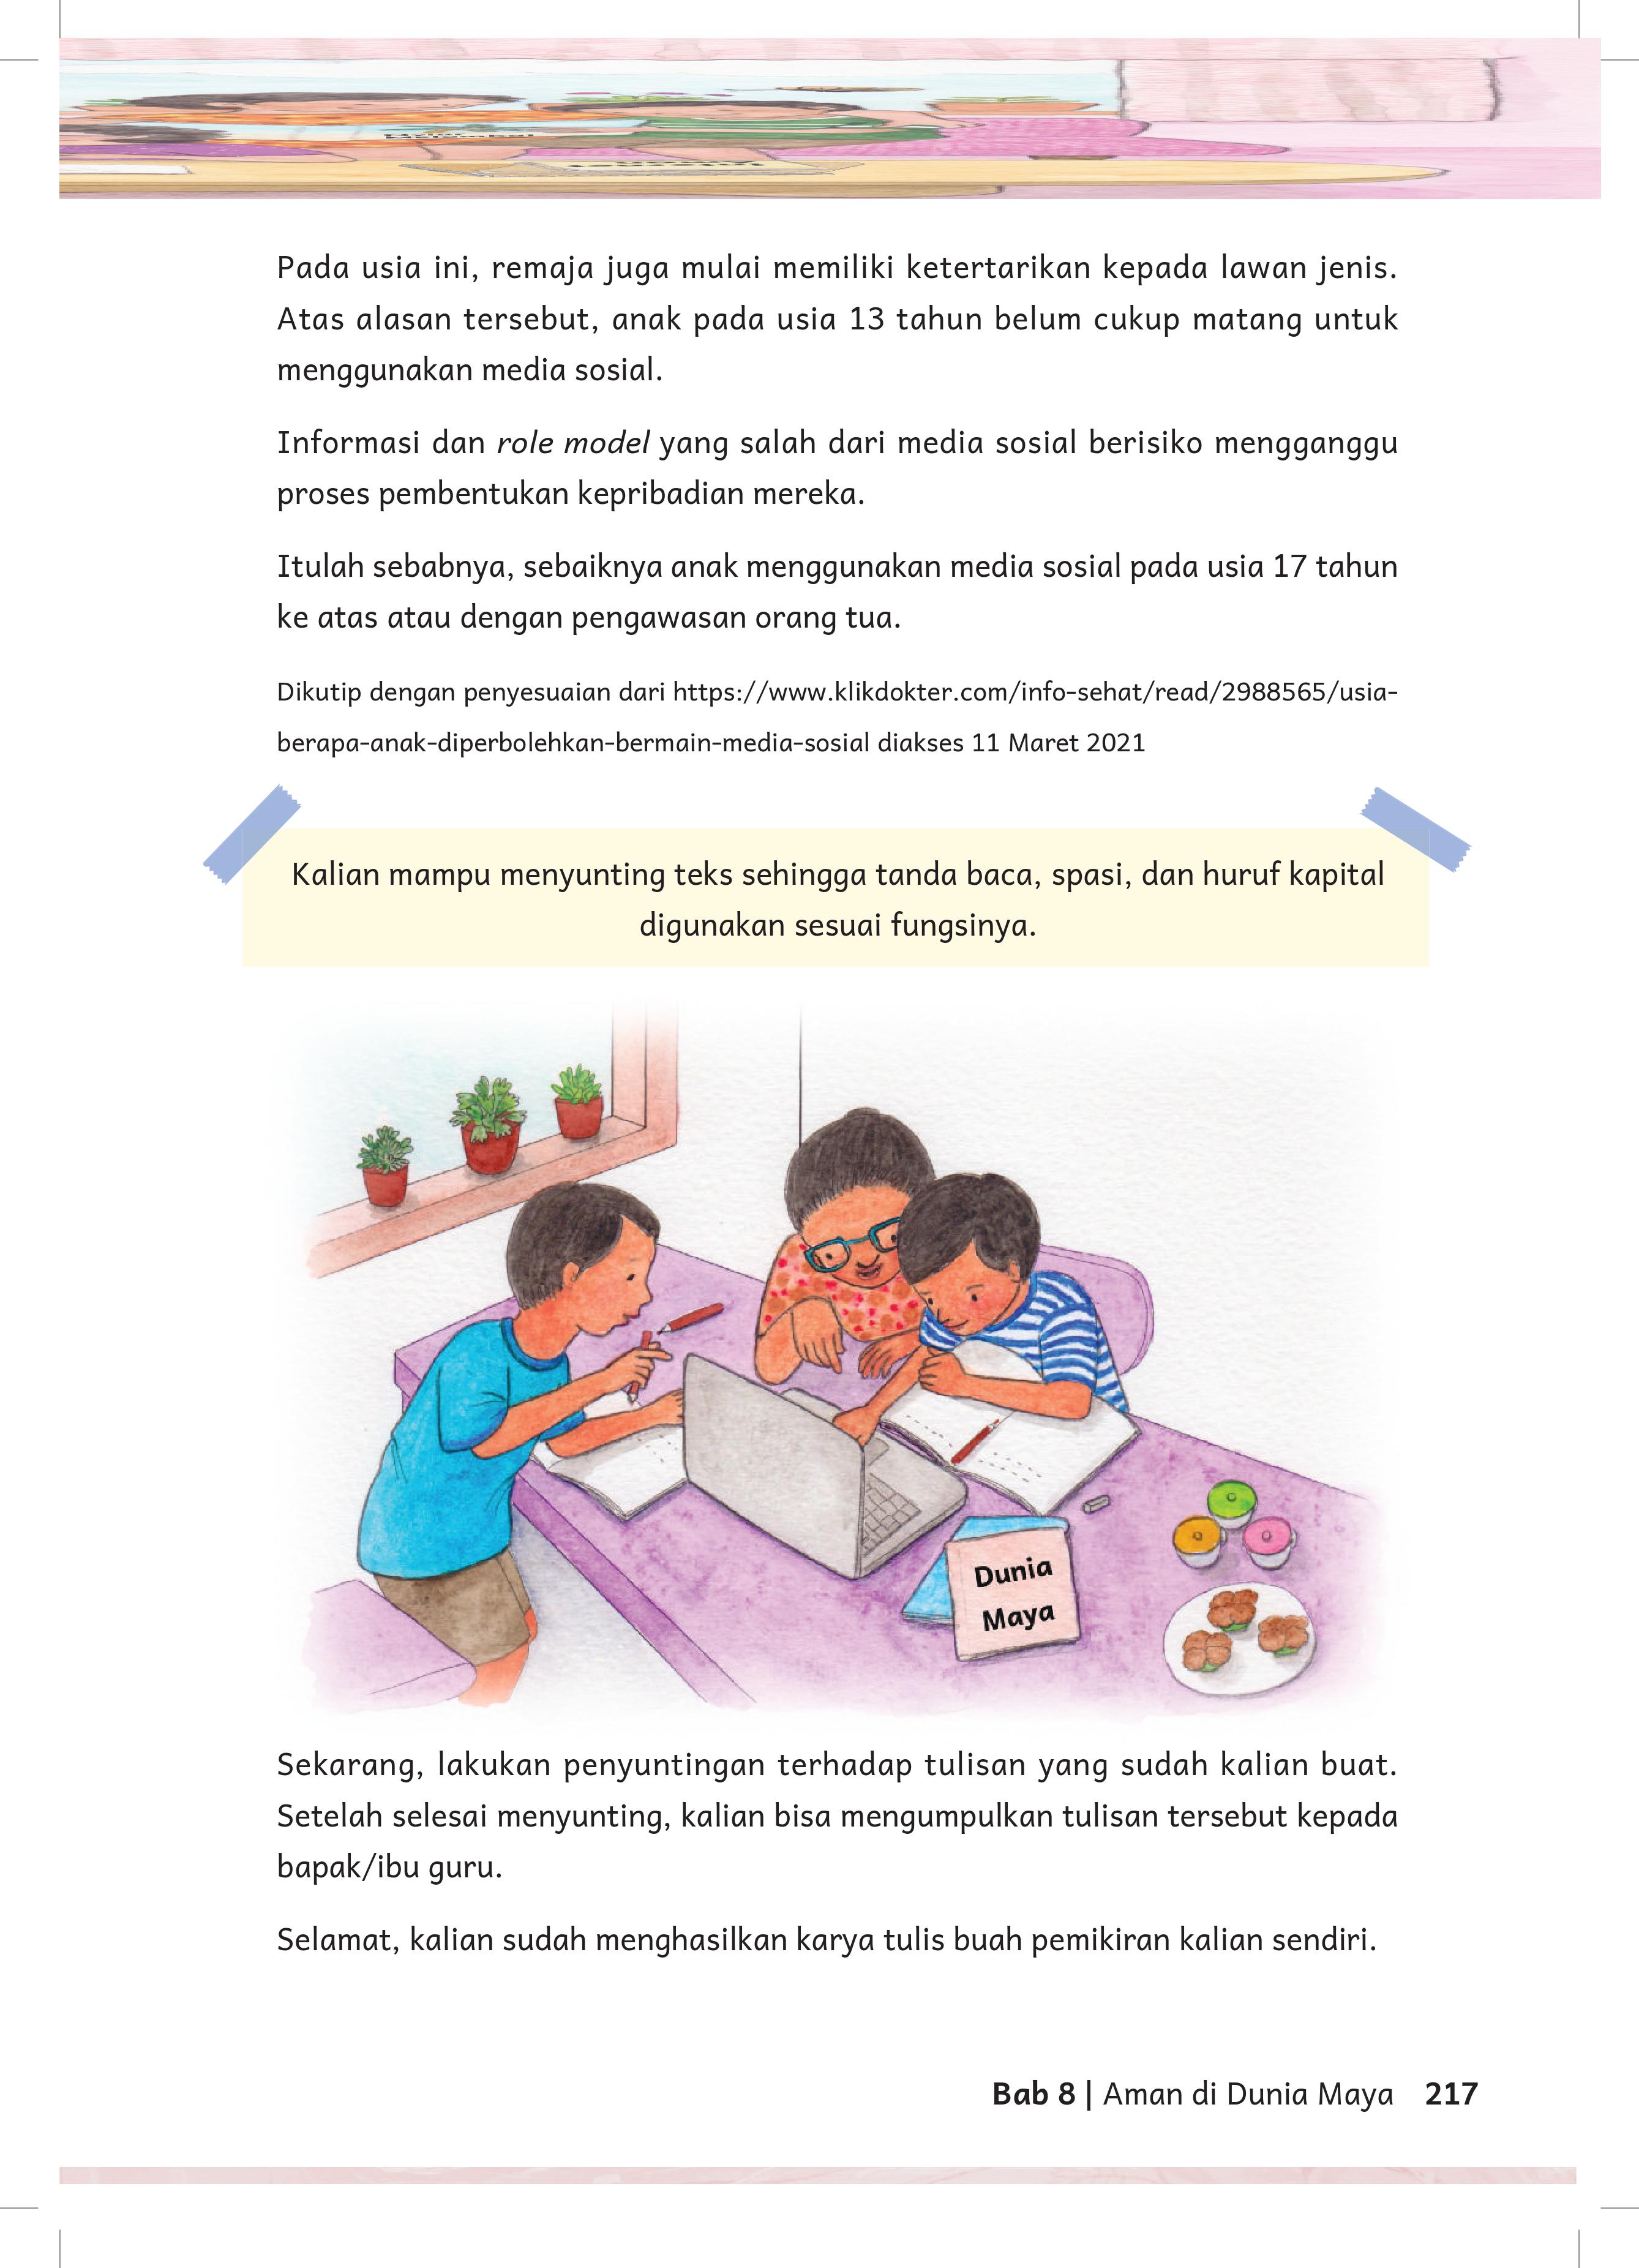 Pada usia ini, remaja juga mulai memiliki ketertarikan kepada lawan jenis.
Atas alasan tersebut, anak pada usia 13 tahun belum cukup matang untuk
menggunakan media sosial.
Informasi dan role model yang salah dari media sosial berisiko mengganggu
proses pembentukan kepribadian mereka.
Itulah sebabnya, sebaiknya anak menggunakan media sosial pada usia 17 tahun
ke atas atau dengan pengawasan orang tua.
Dikutip dengan penyesuaian dari https://www.klikdokter.com/info-sehat/read/2988565/usia-
berapa-anak-diperbolehkan-bermain-media-sosial diakses 11 Maret 2021
Kalian mampu menyunting teks sehingga tanda baca, spasi, dan huruf kapital
digunakan sesuai fungsinya.
Dunia
Maya
Sekarang, lakukan penyuntingan terhadap tulisan yang sudah kalian buat.
Setelah selesai menyunting, kalian bisa mengumpulkan tulisan tersebut kepada
bapak/ibu guru.
Selamat, kalian sudah menghasilkan karya tulis buah pemikiran kalian sendiri.
Bab 8 | Aman di Dunia Maya 217